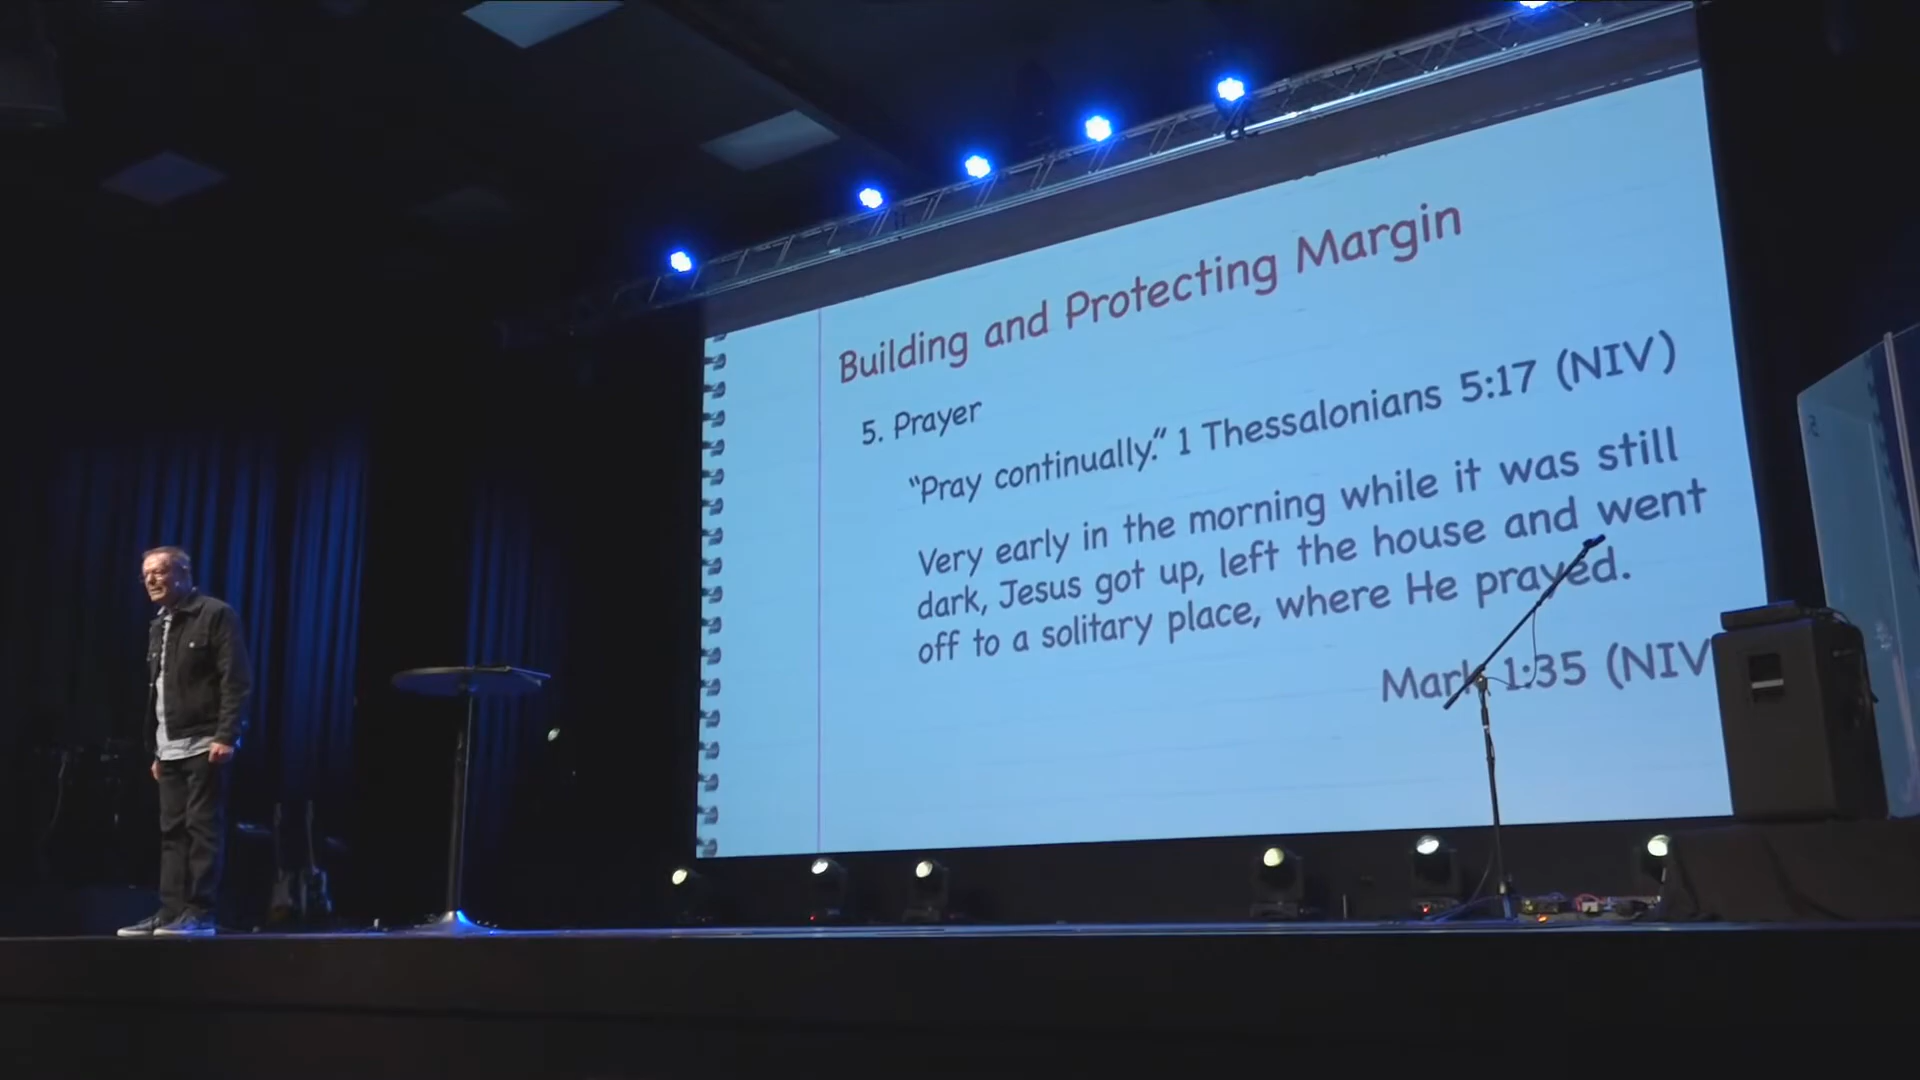 Building and Protecting Margin
5. Prayer
“Pray continually.” 1 Thessalonians 5:17 (NIV)
Very early in the morning while it was still
dark, Jesus got up, left the house and went
off to a solitary place, where He prayed.
Mark 1:35 (NIV